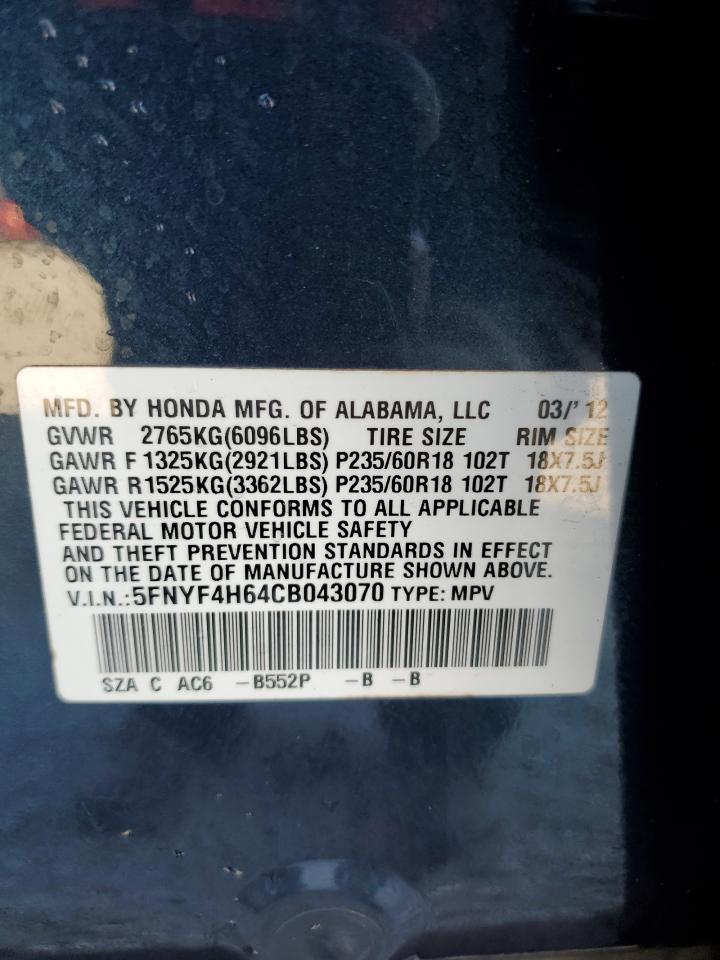 MFD. BY HONDA MFG. OF ALABAMA, LLC 03/'12
GVWR 2765KG(6096LBS) TIRE SIZE RIM SIZE
GAWR F 1325KG(2921LBS) P235/60R18 102T 18X7.5J
GAWR R 1525KG(3362LBS) P235/60R18 102T 18X7.5J
THIS VEHICLE CONFORMS TO ALL APPLICABLE
FEDERAL MOTOR VEHICLE SAFETY
AND THEFT PREVENTION STANDARDS IN EFFECT
ON THE DATE OF MANUFACTURE SHOWN ABOVE.
V.I.N.:5FNYF4H64CB043070 TYPE: MPV
SZA C AC6 -B552P -B -B